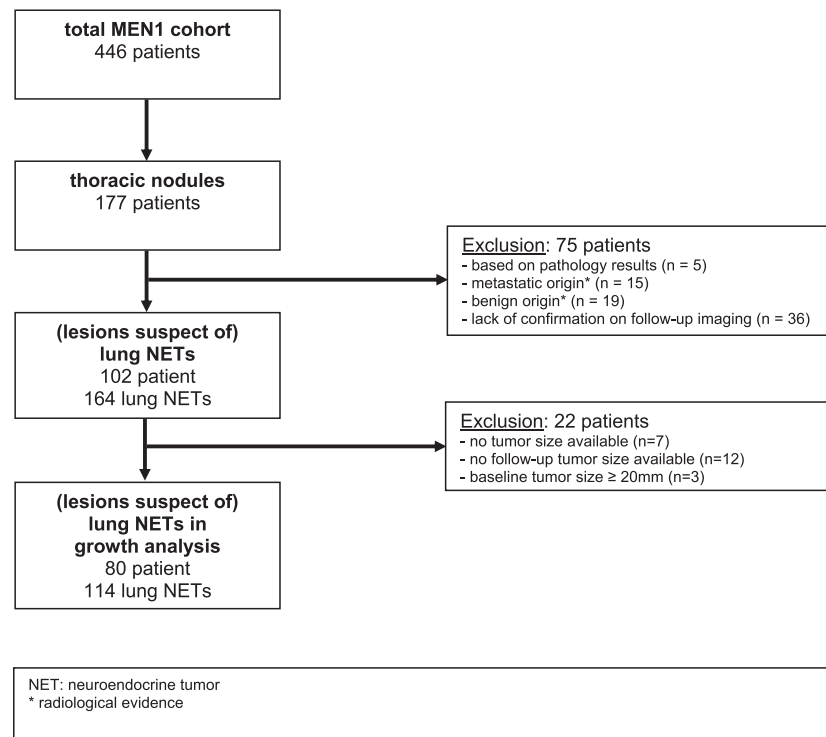 total MEN1 cohort
446 patients
thoracic nodules
177 patients
Exclusion: 75 patients
- based on pathology results (n = 5)
- metastatic origin* (n = 15)
- benign origin* (n = 19)
- lack of confirmation on follow-up imaging (n = 36)
(lesions suspect of)
lung NETs
102 patient
164 lung NETs
Exclusion: 22 patients
- no tumor size available (n=7)
- no follow-up tumor size available (n=12)
- baseline tumor size ≥ 20mm (n=3)
(lesions suspect of)
lung NETs in
growth analysis
80 patient
114 lung NETs
NET: neuroendocrine tumor
* radiological evidence